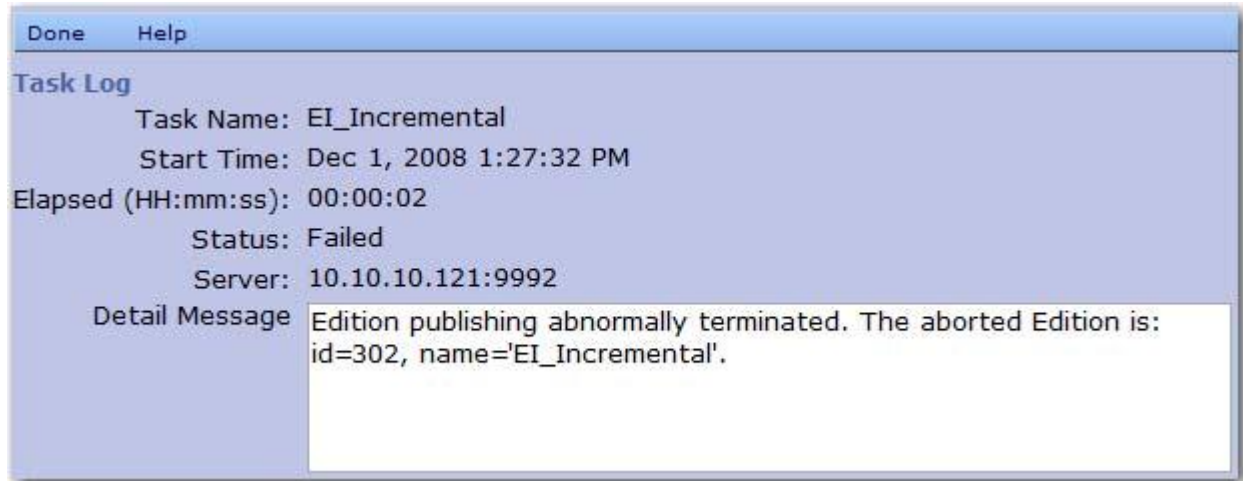 Done Help
Task Log
Task Name: EI_Incremental
Start Time: Dec 1, 2008 1:27:32 PM
Elapsed (HH:mm:ss): 00:00:02
Status: Failed
Server: 10.10.10.121:9992
Detail Message Edition publishing abnormally terminated. The aborted Edition is:
id=302, name='EI_Incremental'.